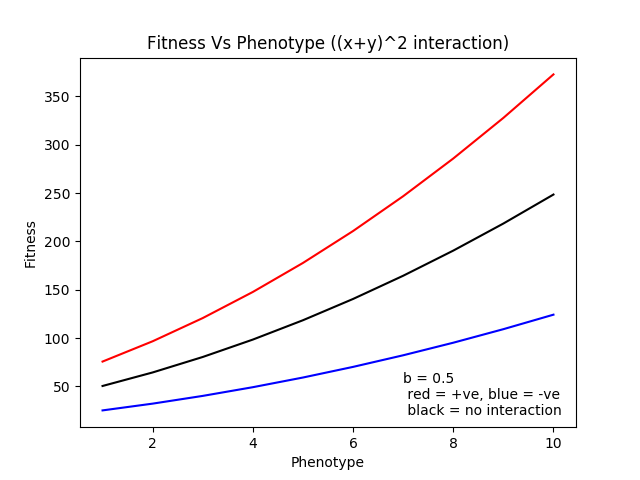 Fitness Vs Phenotype ((x+y)^2 interaction)
350
300
250
200
150
100
50
Fitness
b = 0.5
red = +ve, blue = -ve
black = no interaction
2 4 6 8 10
Phenotype